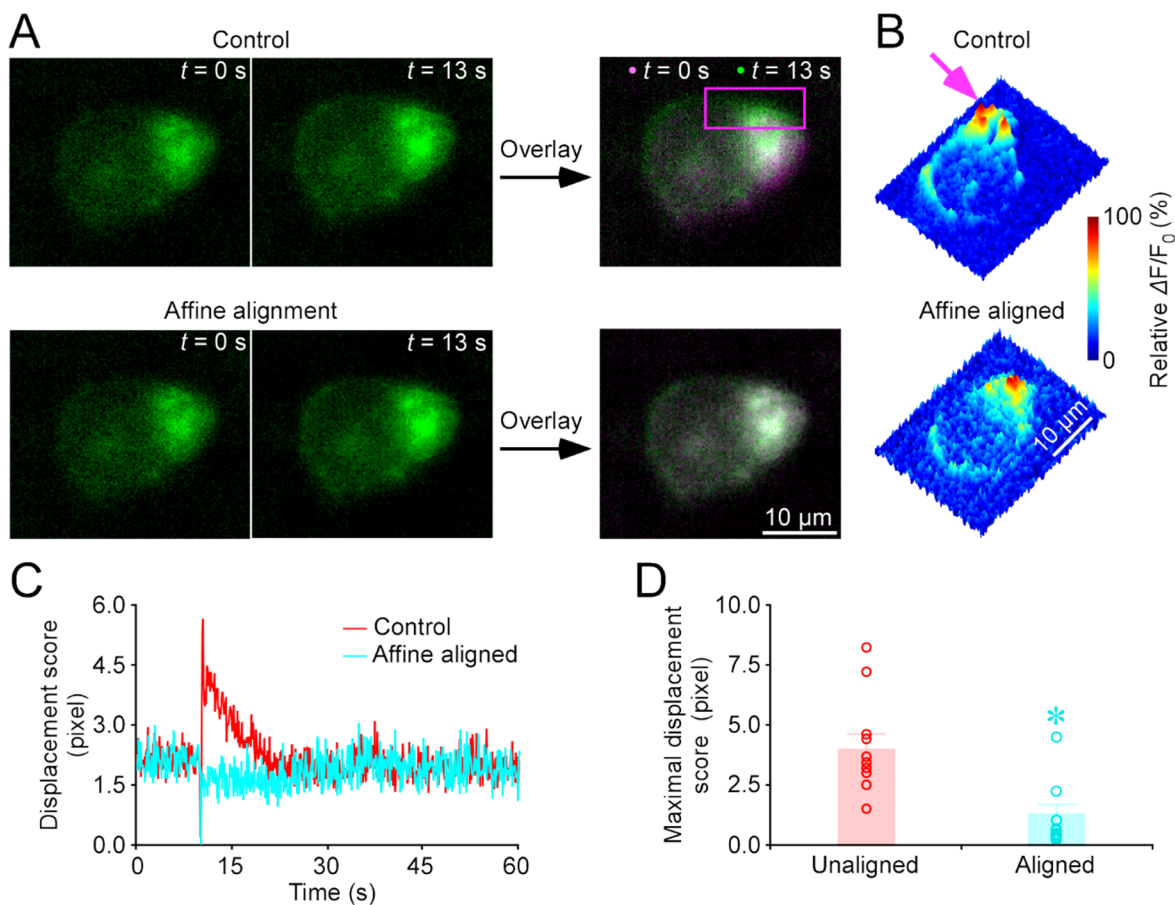 A
Control
t = 0 s
t = 13 s
Overlay
t = 0 s
t = 13 s
Affine alignment
t = 0 s
t = 13 s
Overlay
10 μm
B
Control
100
0
Relative ΔF/F0 (%)
Affine aligned
10 μm
C
Displacement score
(pixel)
6.0
4.5
3.0
1.5
0.0
Control
Affine aligned
0
15
30
45
60
Time (s)
D
Maximal displacement
score (pixel)
10.0
7.5
5.0
2.5
0.0
*
Unaligned
Aligned